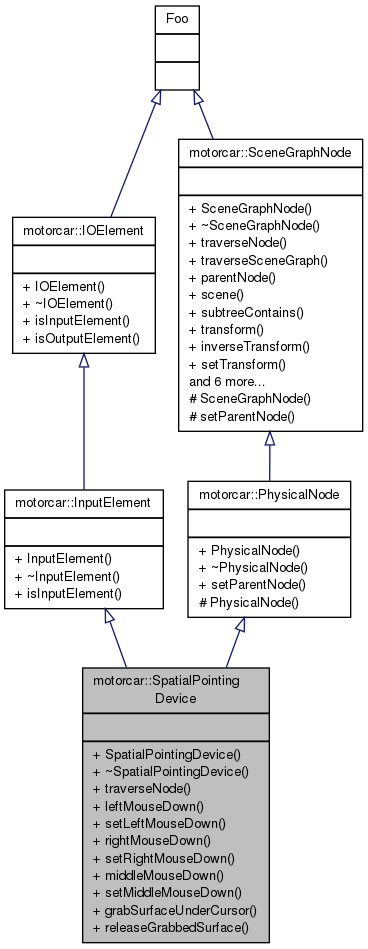 Foo
motorcar::SceneGraphNode
+ SceneGraphNode()
+ ~SceneGraphNode()
+ traverseNode()
+ traverseSceneGraph()
+ parentNode()
+ scene()
+ subtreeContains()
+ transform()
+ inverseTransform()
+ setTransform()
and 6 more...
# SceneGraphNode()
# setParentNode()
motorcar::IOElement
+ IOElement()
+ ~IOElement()
+ isInputElement()
+ isOutputElement()
motorcar::InputElement
+ InputElement()
+ ~InputElement()
+ isInputElement()
motorcar::PhysicalNode
+ PhysicalNode()
+ ~PhysicalNode()
+ setParentNode()
# PhysicalNode()
motorcar::SpatialPointing
Device
+ SpatialPointingDevice()
+ ~SpatialPointingDevice()
+ traverseNode()
+ leftMouseDown()
+ setLeftMouseDown()
+ rightMouseDown()
+ setRightMouseDown()
+ middleMouseDown()
+ setMiddleMouseDown()
+ grabSurfaceUnderCursor()
+ releaseGrabbedSurface()